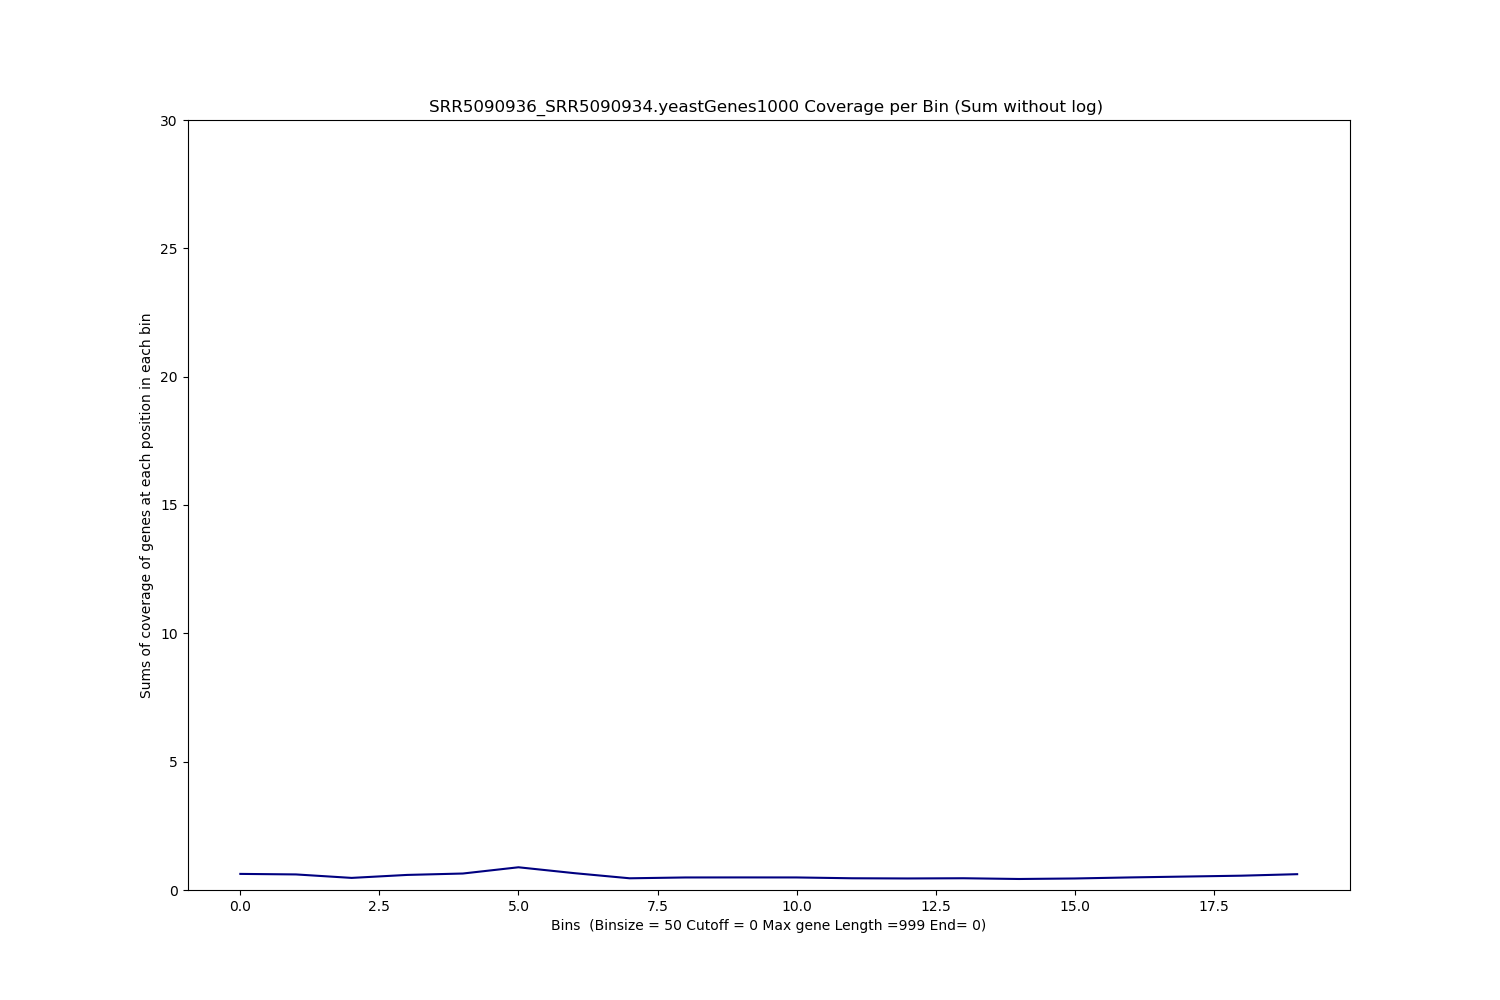 SRR5090936_SRR5090934.yeastGenes1000 Coverage per Bin (Sum without log)
30
25
20
15
10
5
0
Sums of coverage of genes at each position in each bin
0.0 2.5 5.0 7.5 10.0 12.5 15.0 17.5
Bins  (Binsize = 50 Cutoff = 0 Max gene Length =999 End= 0)